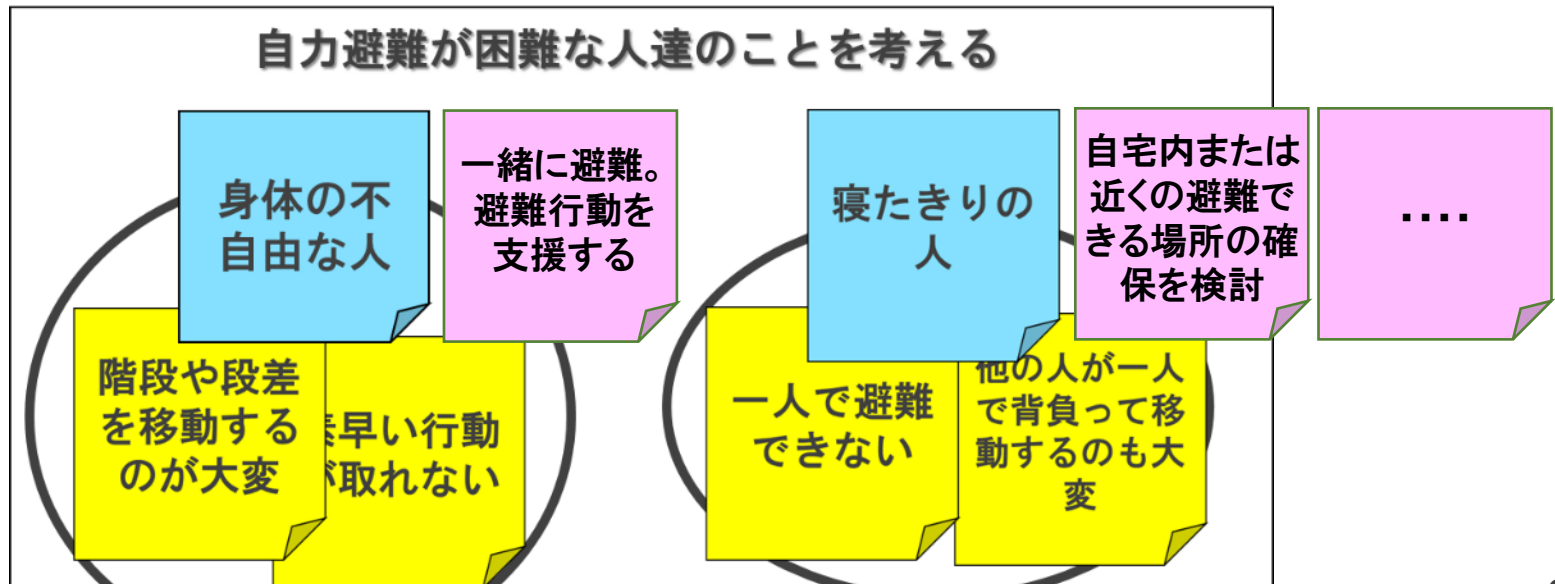 自力避難が困難な人達のことを考える
身体の不
自由な人
一緒に避難。
避難行動を
支援する
階段や段差
を移動する
のが大変
早い行動
が取れない
寝たきりの
人
自宅内または
近くの避難で
きる場所の確
保を検討
....
一人で避難
できない
他の人が一人
で背負って移
動するのも大
変